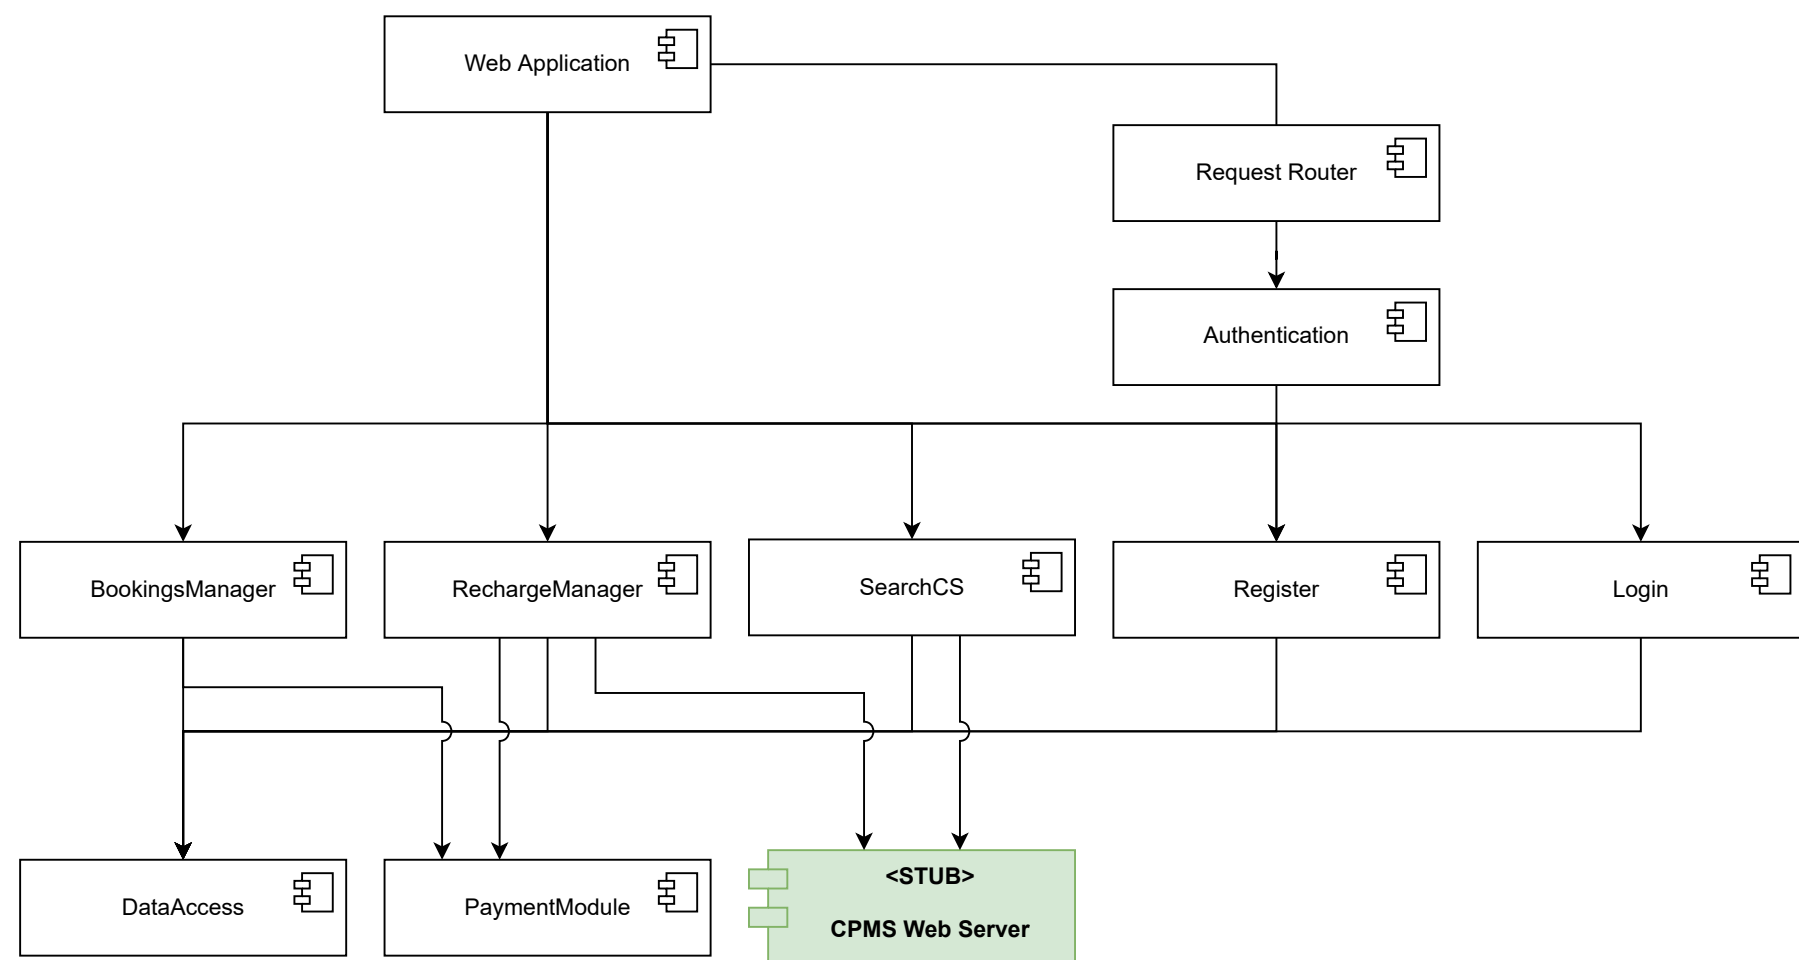 Web Application
Request Router
Authentication
BookingsManager
RechargeManager
SearchCS
Register
Login
DataAccess
PaymentModule
<STUB>
CPMS Web Server